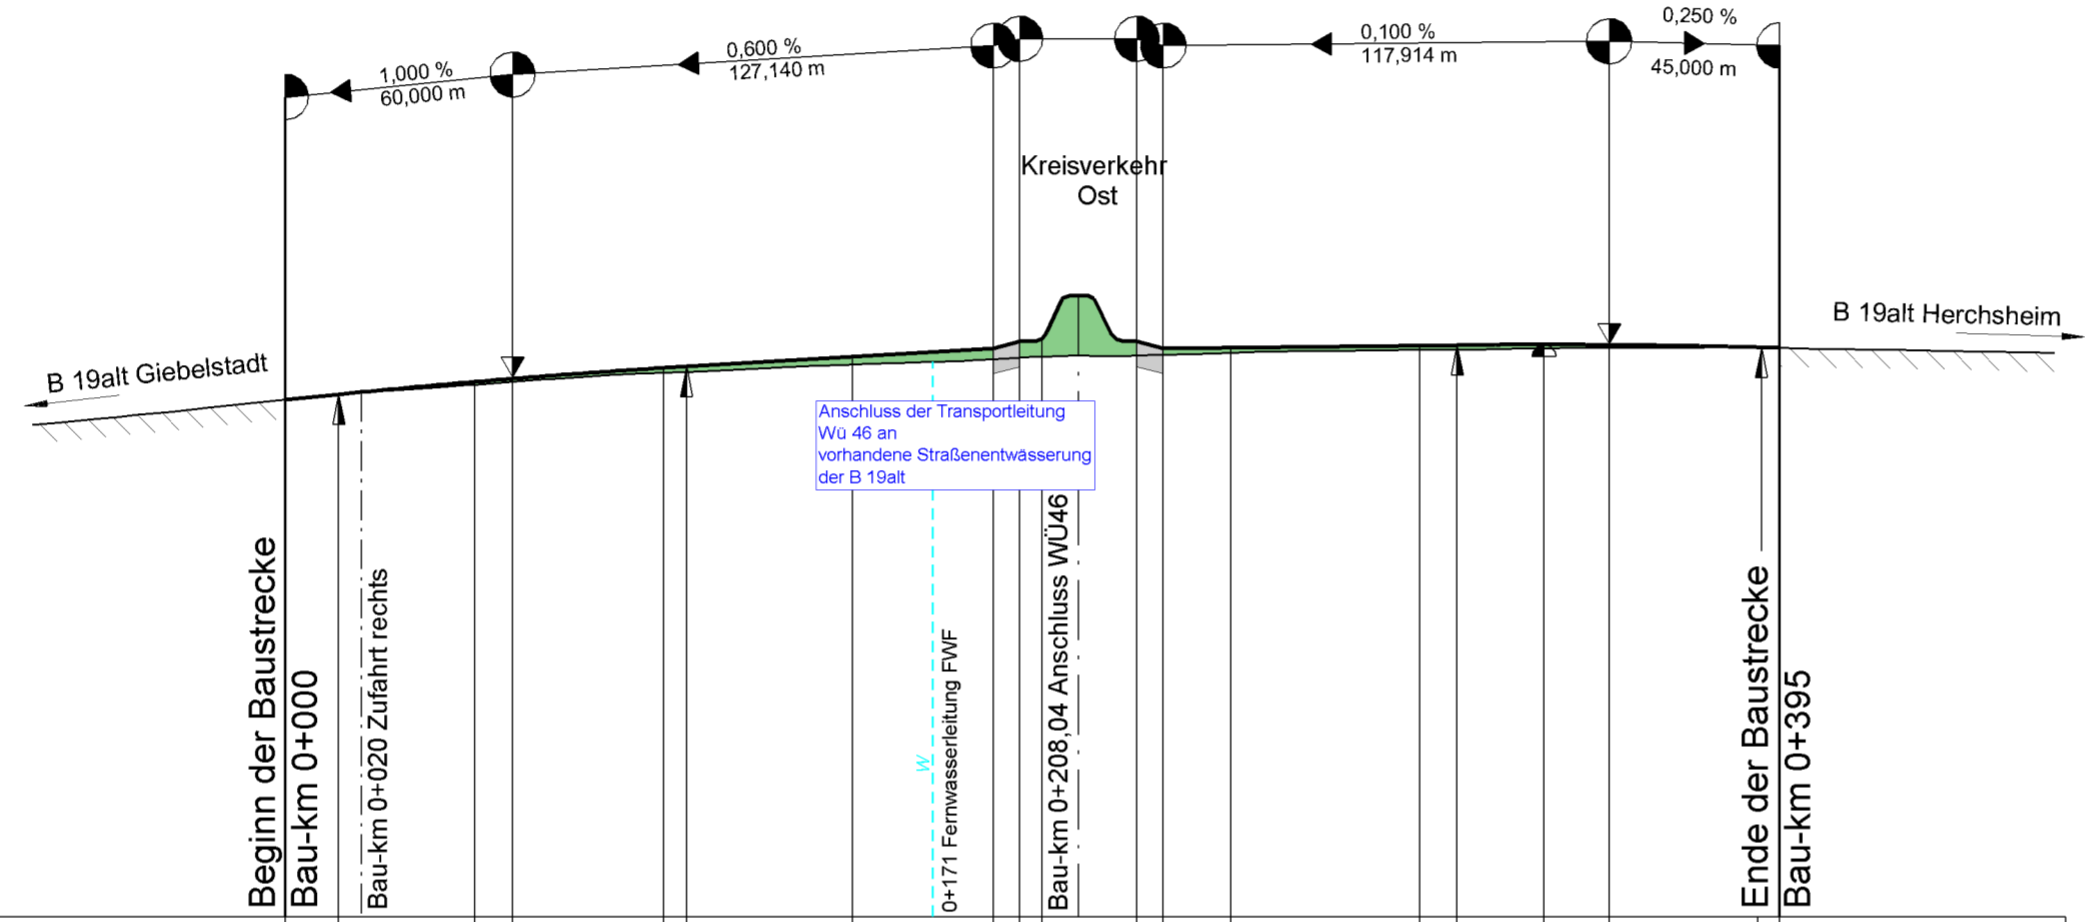 0,250 %
0,100 %
0,600 %
1,000 %
45,000 m
117,914 m
127,140 m
60,000 m
Kreisverkehr
Ost
B 19alt Herchsheim
B 19alt Giebelstadt
Anschluss der Transportleitung
Wü 46 an
vorhandene Straßenentwässerung
der B 19alt
Beginn der Baustrecke
Bau-km 0+000
Bau-km 0+020 Zufahrt rechts
W
0+171 Fernwasserleitung FWF
Bau-km 0+208,04 Anschluss WÜ46
Ende der Baustrecke
Bau-km 0+395